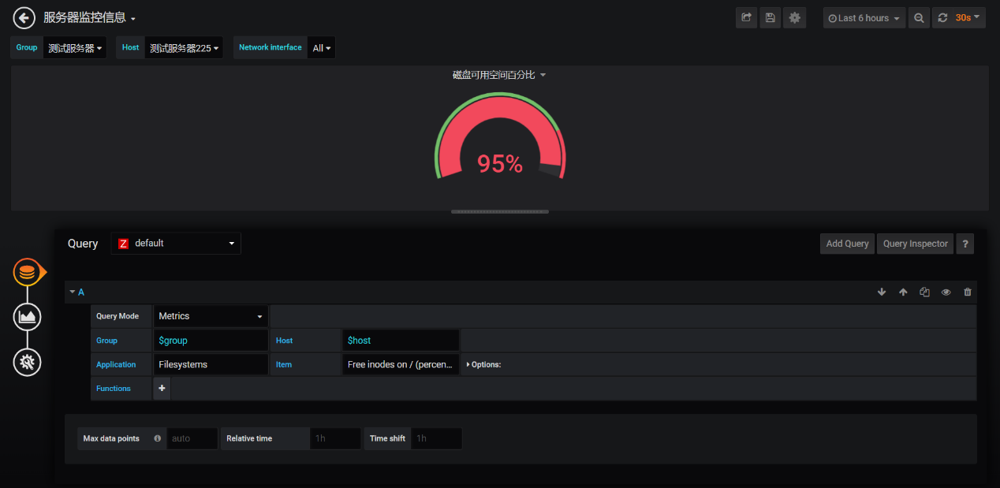 服务器监控信息
Last 6 hours 30s
Group 测试服务器 Host 测试服务器225 Network interface All
磁盘可用空间百分比
95%
Query Z default Add Query Query Inspector ?
A
Query Mode Metrics
Group $group Host $host
Application Filesystems Item Free inodes on / (percen... Options:
Functions +
Max data points auto Relative time 1h Time shift 1h